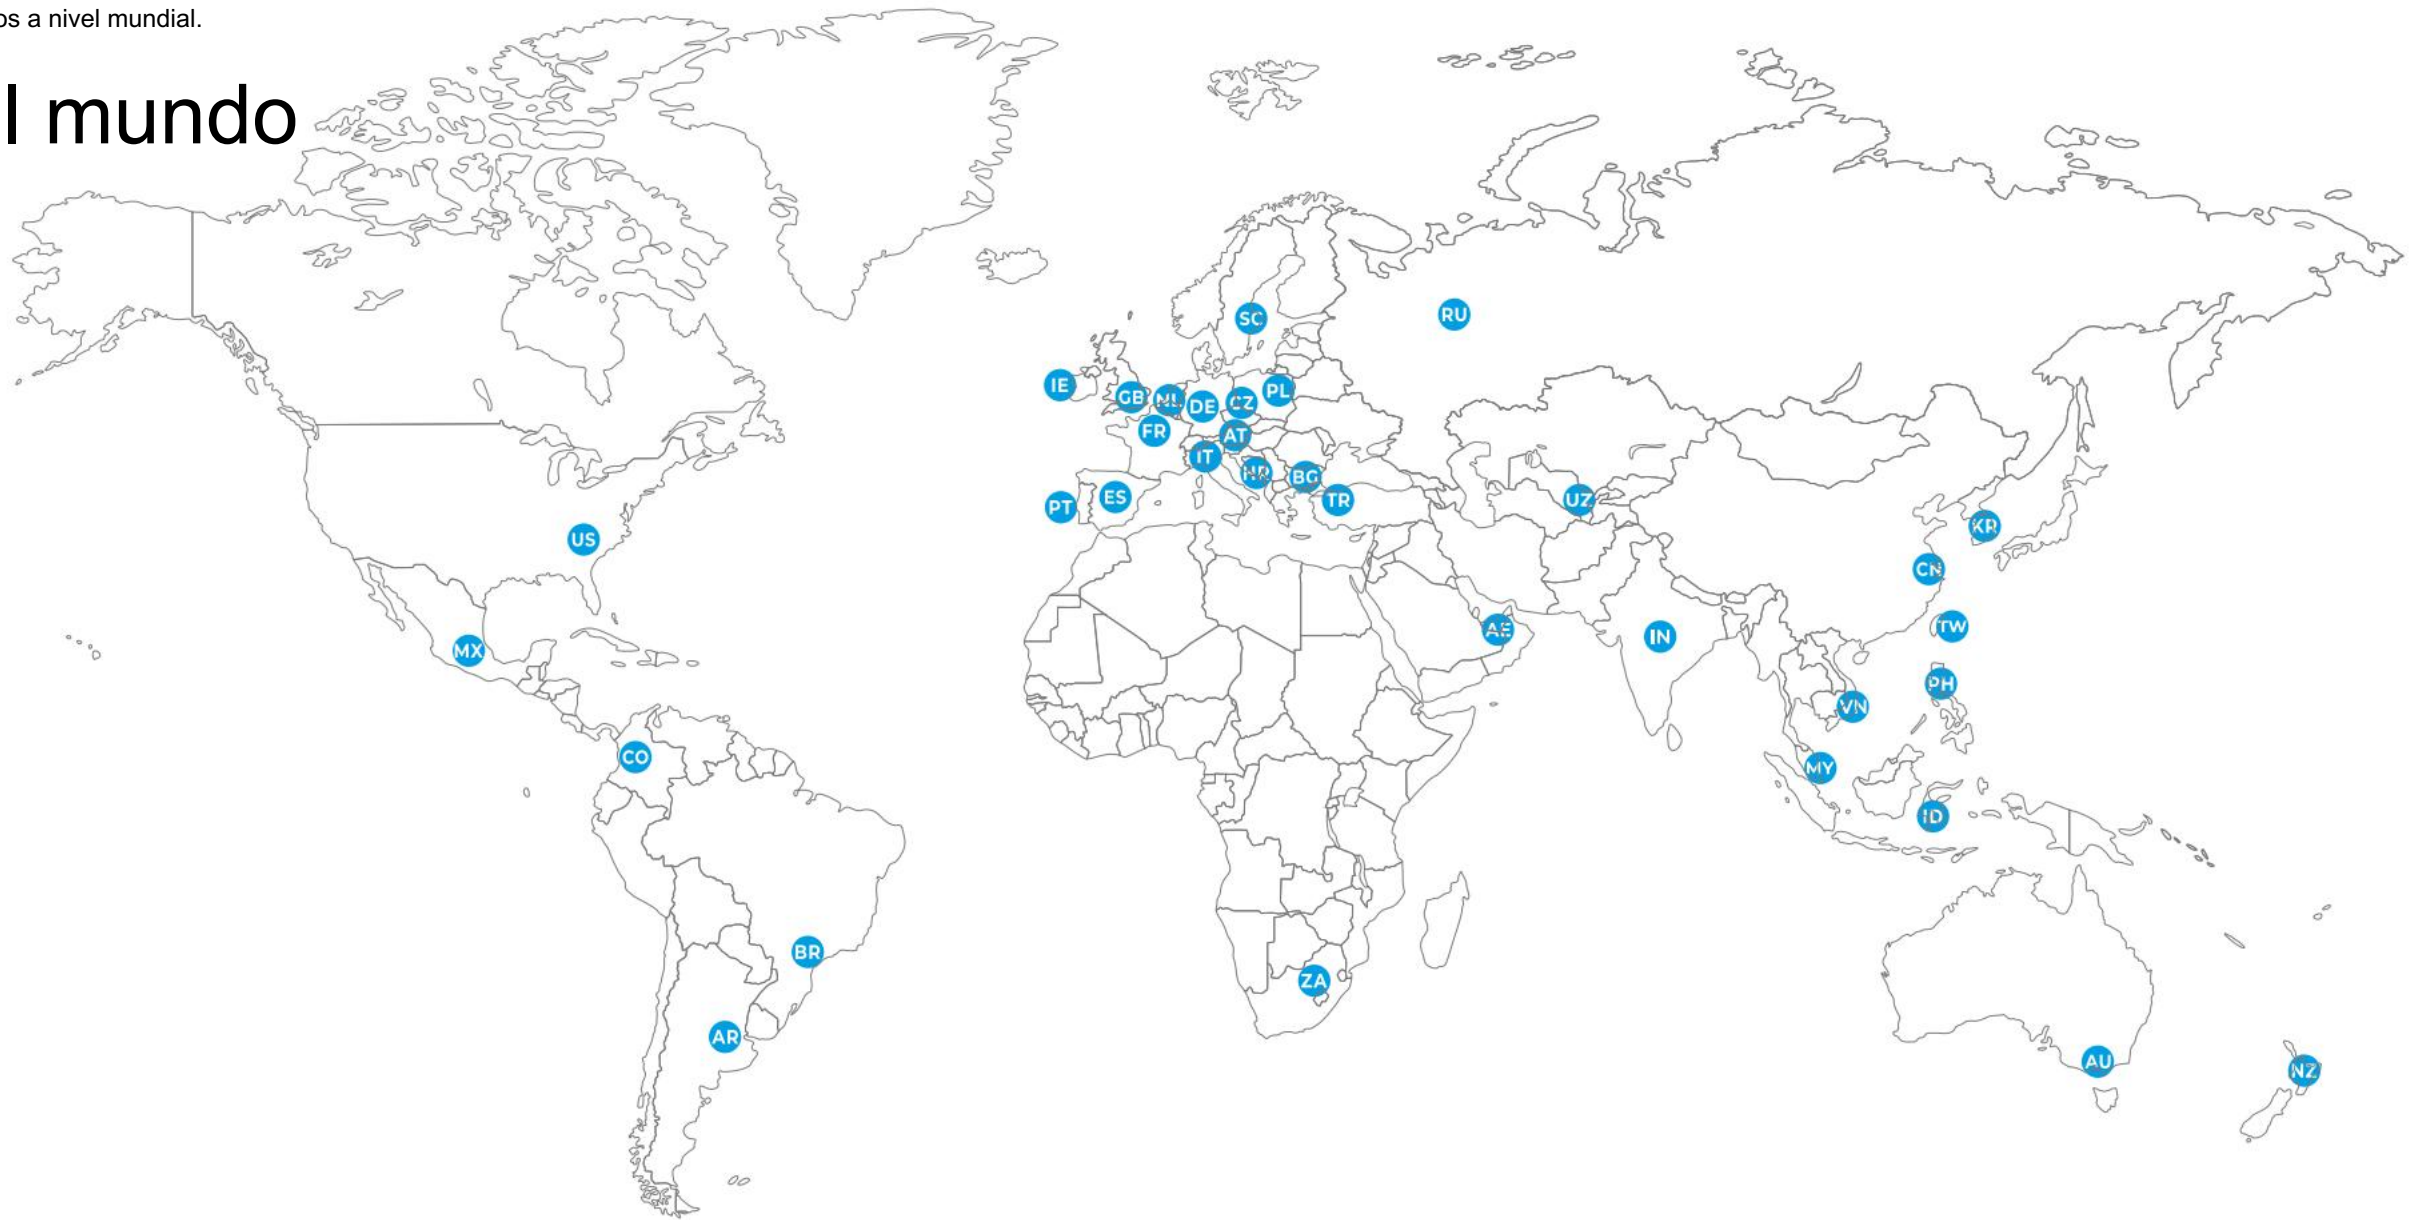 os a nivel mundial.
l mundo
SC
RU
IE
GB
NL
DE
CZ
PL
FR
AT
IT
HR
BG
PT
ES
TR
UZ
KR
US
CN
MX
AE
IN
TW
PH
VN
CO
MY
ID
BR
ZA
AR
AU
NZ